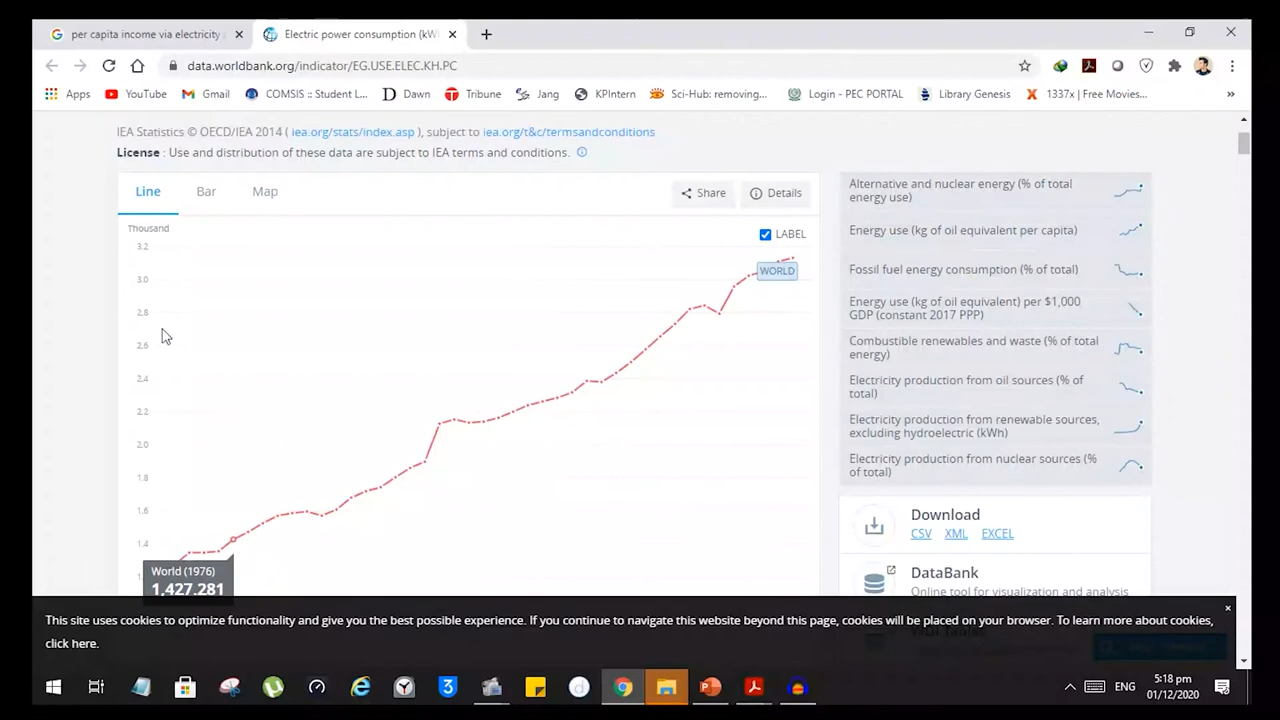 per capita income via electricity
Electric power consumption (kW
data.worldbank.org/indicator/EG.USE.ELEC.KH.PC
Apps YouTube Gmail COMSIS :: Student L... Dawn Tribune Jang KPIntern Sci-Hub: removing... Login - PEC PORTAL Library Genesis 1337x | Free Movies... »
IEA Statistics © OECD/IEA 2014 ( iea.org/stats/index.asp ), subject to iea.org/t&c/termsandconditions
License : Use and distribution of these data are subject to IEA terms and conditions.
Line Bar Map Share Details
Thousand
LABEL
3.2
3.0
2.8
2.6
2.4
2.2
2.0
1.8
1.6
1.4
WORLD
World (1976)
1,427.281
Alternative and nuclear energy (% of total
energy use)
Energy use (kg of oil equivalent per capita)
Fossil fuel energy consumption (% of total)
Energy use (kg of oil equivalent) per $1,000
GDP (constant 2017 PPP)
Combustible renewables and waste (% of total
energy)
Electricity production from oil sources (% of
total)
Electricity production from renewable sources,
excluding hydroelectric (kWh)
Electricity production from nuclear sources (%
of total)
Download
CSV XML EXCEL
DataBank
Online tool for visualization and analysis
This site uses cookies to optimize functionality and give you the best possible experience. If you continue to navigate this website beyond this page, cookies will be placed on your browser. To learn more about cookies,
click here.
ENG
5:18 pm
01/12/2020